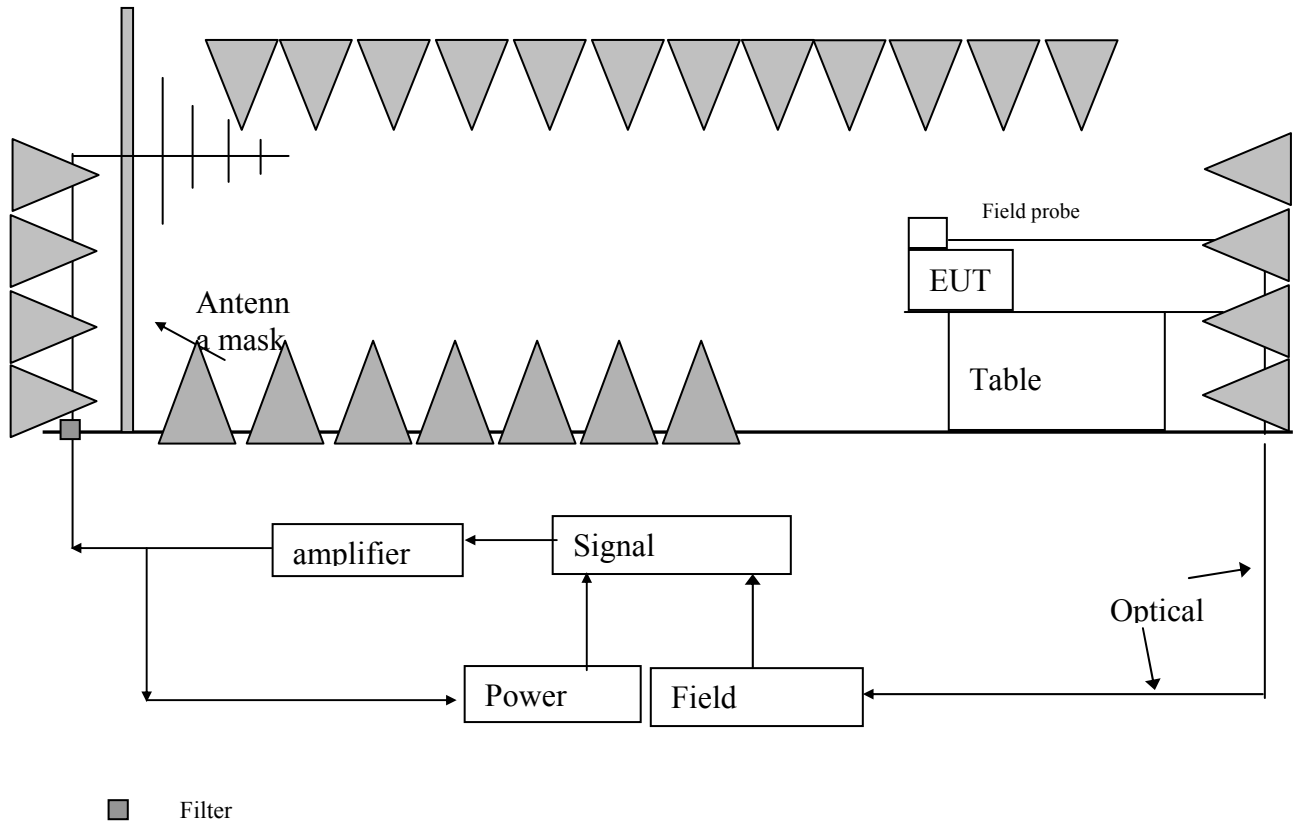 Field probe
EUT
Antenn
a mask
Table
amplifier
Signal
Optical
Power
Field
Filter